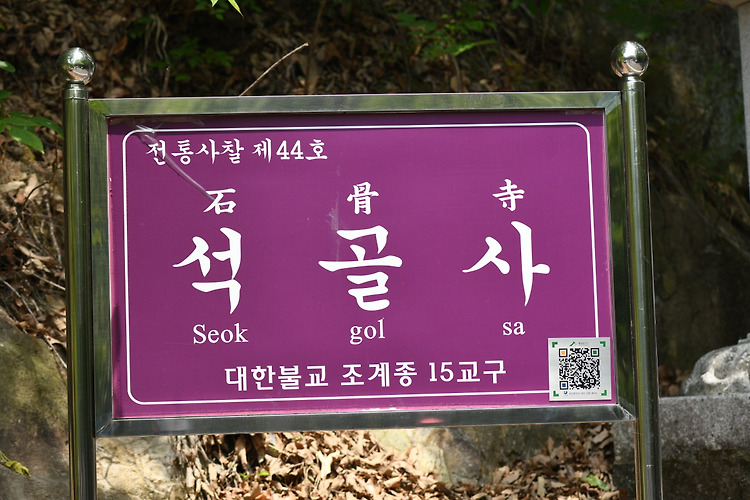 전통사찰 제44호
石 骨 寺
석 골 사
Seok gol sa
대한불교 조계종 15교구